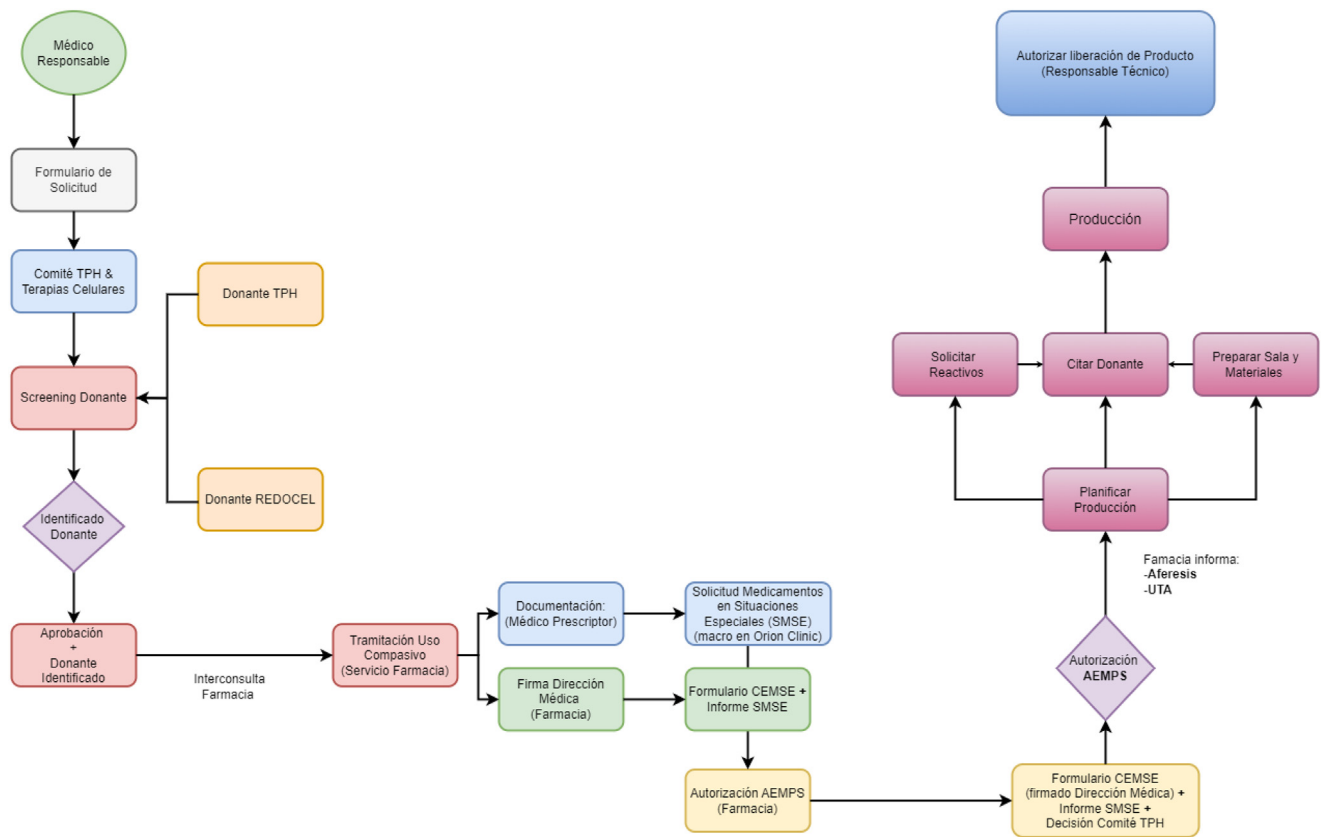 Médico
Responsable
Formulario de
Solicitud
Comité TPH &
Terapias Celulares
Donante TPH
Screening Donante
Donante REDOCEL
Identificado
Donante
Aprobación
+
Donante
Identificado
Interconsulta
Farmacia
Tramitación Uso
Compasivo
(Servicio Farmacia)
Documentación:
(Médico Prescriptor)
Solicitud Medicamentos
en Situaciones
Especiales (SMSE)
(macro en Orion Clinic)
Firma Dirección
Médica
(Farmacia)
Formulario CEMSE +
Informe SMSE
Autorización AEMPS
(Farmacia)
Formulario CEMSE
(firmado Dirección Médica) +
Informe SMSE +
Decisión Comité TPH
Autorización
AEMPS
Famacia informa:
-Aferesis
-UTA
Planificar
Producción
Solicitar
Reactivos
Citar Donante
Preparar Sala y
Materiales
Producción
Autorizar liberación de Producto
(Responsable Técnico)